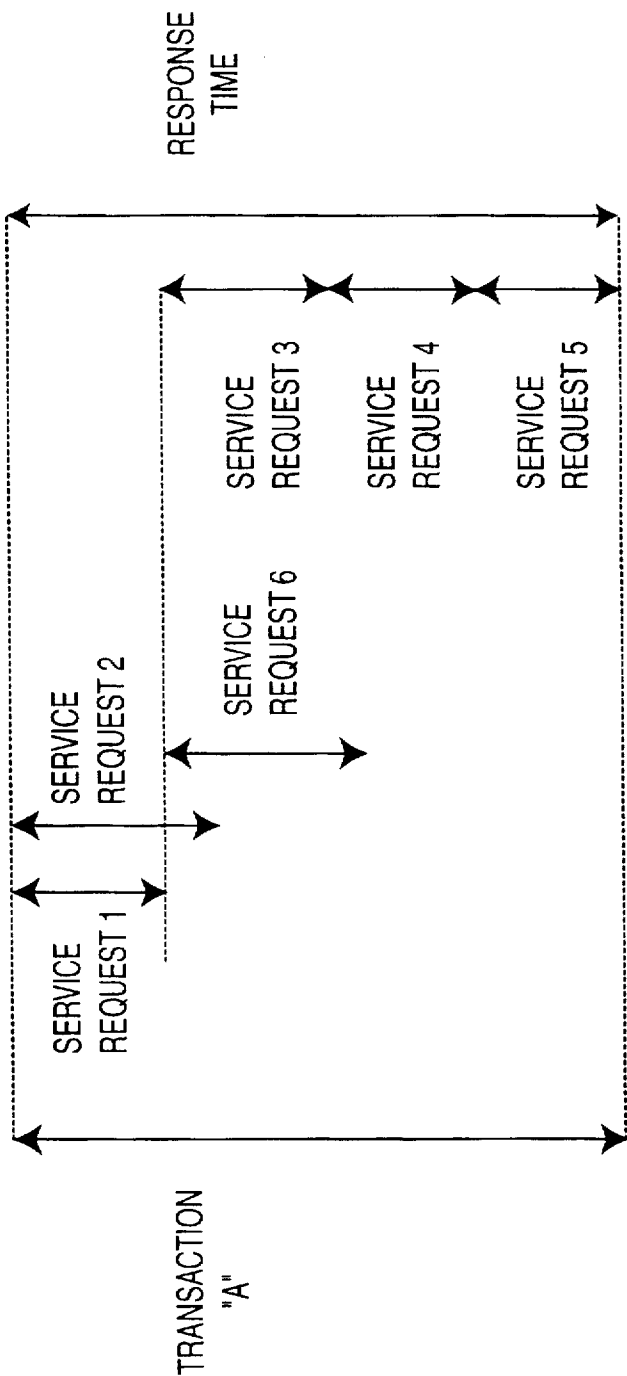 TRANSACTION
"A"
SERVICE
REQUEST 1
SERVICE
REQUEST 2
SERVICE
REQUEST 6
SERVICE
REQUEST 3
SERVICE
REQUEST 4
SERVICE
REQUEST 5
RESPONSE
TIME